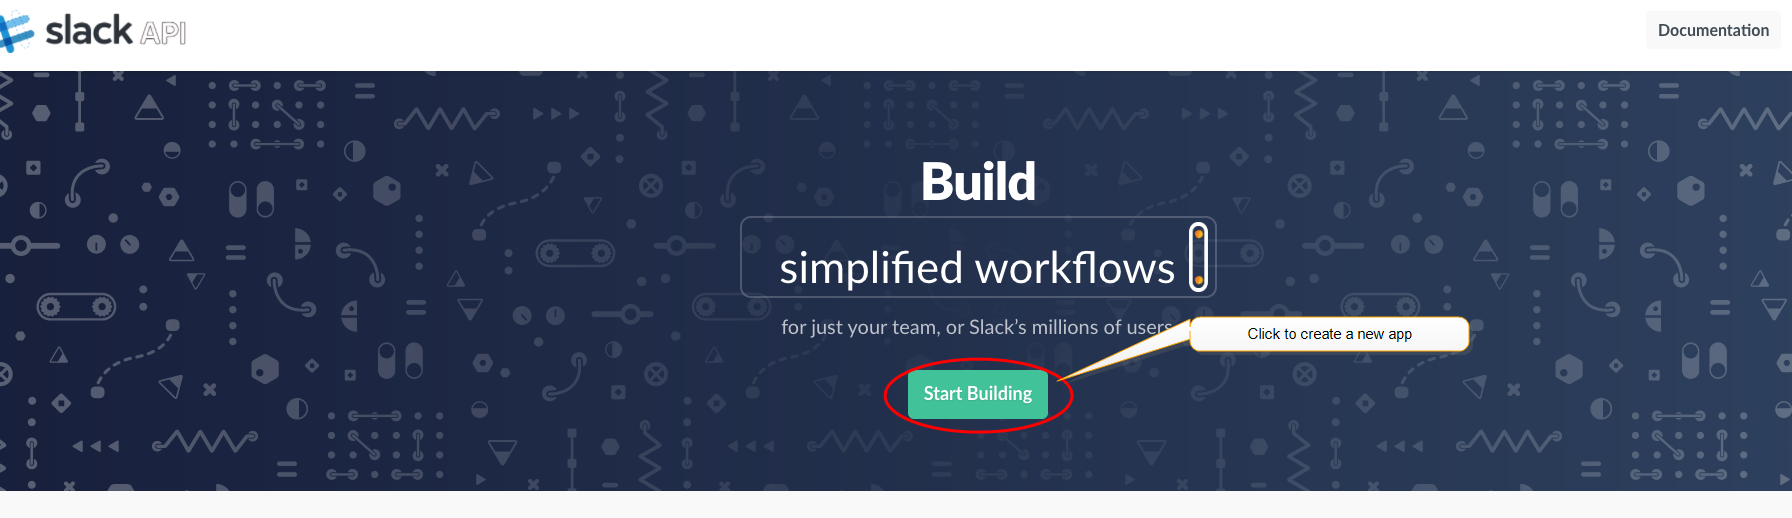 slack API
Documentation
Build
simplified workflows
for just your team, or Slack's millions of users
Click to create a new app
Start Building